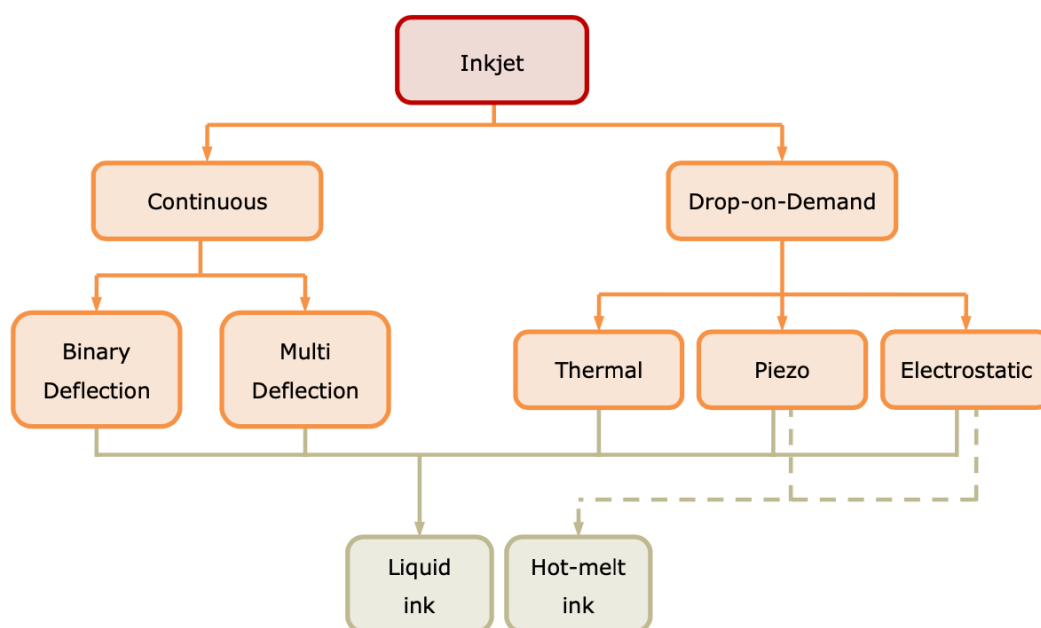 Inkjet
Continuous
Drop-on-Demand
Binary
Deflection
Multi
Deflection
Thermal
Piezo
Electrostatic
Liquid
ink
Hot-melt
ink